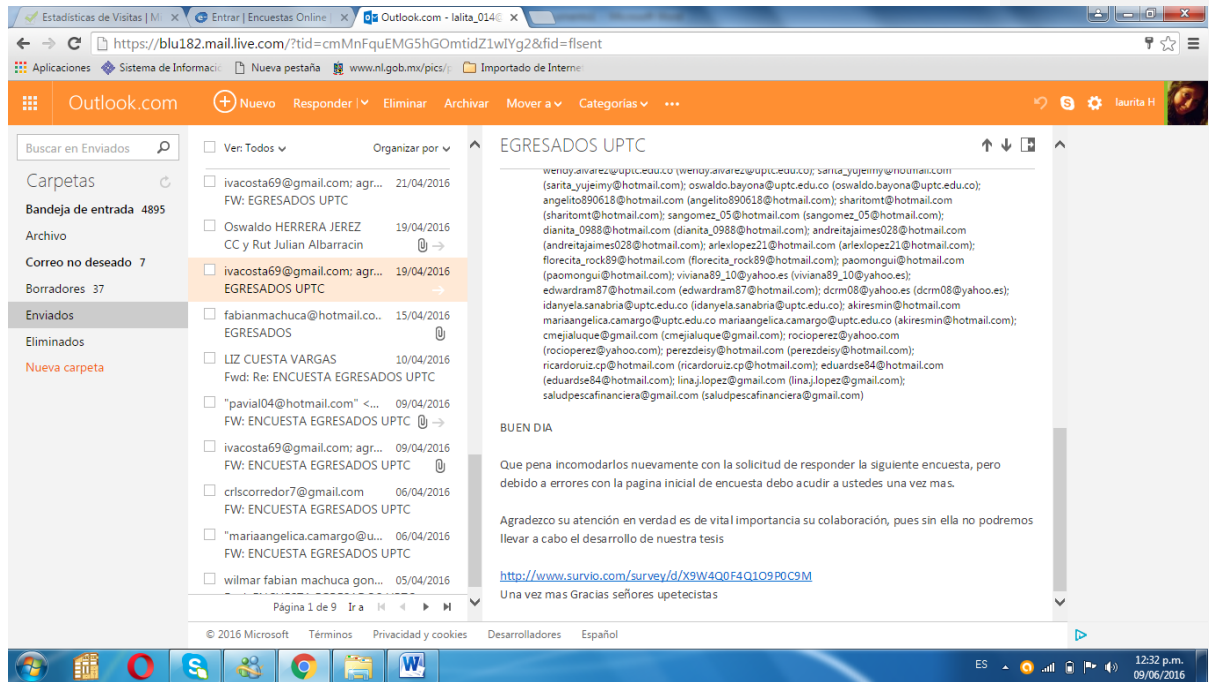 Estadísticas de Visitas | Mi
Entrar | Encuestas Online |
Outlook.com - lalita_014
https://blu182.mail.live.com/?tid=cmMnFquEMG5hGOmtidZ1wIYg2&fid=flsent
Aplicaciones Sistema de Informaci Nueva pestaña www.nl.gob.mx/pics/ Importado de Interne
Outlook.com Nuevo Responder Eliminar Archivar Mover a Categorías ••• laurita H
Buscar en Enviados
Carpetas
Bandeja de entrada 4895
Archivo
Correo no deseado 7
Borradores 37
Enviados
Eliminados
Nueva carpeta
Ver: Todos Organizar por
ivacosta69@gmail.com; agr... 21/04/2016
FW: EGRESADOS UPTC
Oswaldo HERRERA JEREZ 19/04/2016
CC y Rut Julian Albarracin
ivacosta69@gmail.com; agr... 19/04/2016
EGRESADOS UPTC
fabianmachuca@hotmail.co.. 15/04/2016
EGRESADOS
LIZ CUESTA VARGAS 10/04/2016
Fwd: Re: ENCUESTA EGRESADOS UPTC
"pavial04@hotmail.com" <... 09/04/2016
FW: ENCUESTA EGRESADOS UPTC
ivacosta69@gmail.com; agr... 09/04/2016
FW: ENCUESTA EGRESADOS UPTC
crlscorredor7@gmail.com 06/04/2016
FW: ENCUESTA EGRESADOS UPTC
"mariaangelica.camargo@u... 06/04/2016
FW: ENCUESTA EGRESADOS UPTC
wilmar fabian machuca gon... 05/04/2016
Página 1 de 9 Ir a
EGRESADOS UPTC
wendy.alvarez@uptc.edu.co (wendy.alvarez@uptc.edu.co); sarita_yujeimy@hotmail.com
(sarita_yujeimy@hotmail.com); oswaldo.bayona@uptc.edu.co (oswaldo.bayona@uptc.edu.co);
angelito890618@hotmail.com (angelito890618@hotmail.com); sharitomt@hotmail.com
(sharitomt@hotmail.com); sangomez_05@hotmail.com (sangomez_05@hotmail.com);
dianita_0988@hotmail.com (dianita_0988@hotmail.com); andreitajaimes028@hotmail.com
(andreitajaimes028@hotmail.com); arlexlopez21@hotmail.com (arlexlopez21@hotmail.com);
florecita_rock89@hotmail.com (florecita_rock89@hotmail.com); paomongui@hotmail.com
(paomongui@hotmail.com); viviana89_10@yahoo.es (viviana89_10@yahoo.es);
edwardram87@hotmail.com (edwardram87@hotmail.com); dcrm08@yahoo.es (dcrm08@yahoo.es);
idanyela.sanabria@uptc.edu.co (idanyela.sanabria@uptc.edu.co); akiresmin@hotmail.com
mariaangelica.camargo@uptc.edu.co mariaangelica.camargo@uptc.edu.co (akiresmin@hotmail.com);
cmejialuque@gmail.com (cmejialuque@gmail.com); rocioperez@yahoo.com
(rocioperez@yahoo.com); perezdeisy@hotmail.com (perezdeisy@hotmail.com);
ricardoruiz.cp@hotmail.com (ricardoruiz.cp@hotmail.com); eduardse84@hotmail.com
(eduardse84@hotmail.com); lina.j.lopez@gmail.com (lina.j.lopez@gmail.com);
saludpescafinanciera@gmail.com (saludpescafinanciera@gmail.com)
BUEN DIA
Que pena incomodarlos nuevamente con la solicitud de responder la siguiente encuesta, pero
debido a errores con la pagina inicial de encuesta debo acudir a ustedes una vez mas.
Agradezco su atención en verdad es de vital importancia su colaboración, pues sin ella no podremos
llevar a cabo el desarrollo de nuestra tesis
http://www.survio.com/survey/d/X9W4Q0F4Q1O9P0C9M
Una vez mas Gracias señores upetecistas
© 2016 Microsoft Términos Privacidad y cookies Desarrolladores Español
ES 12:32 p.m.
09/06/2016